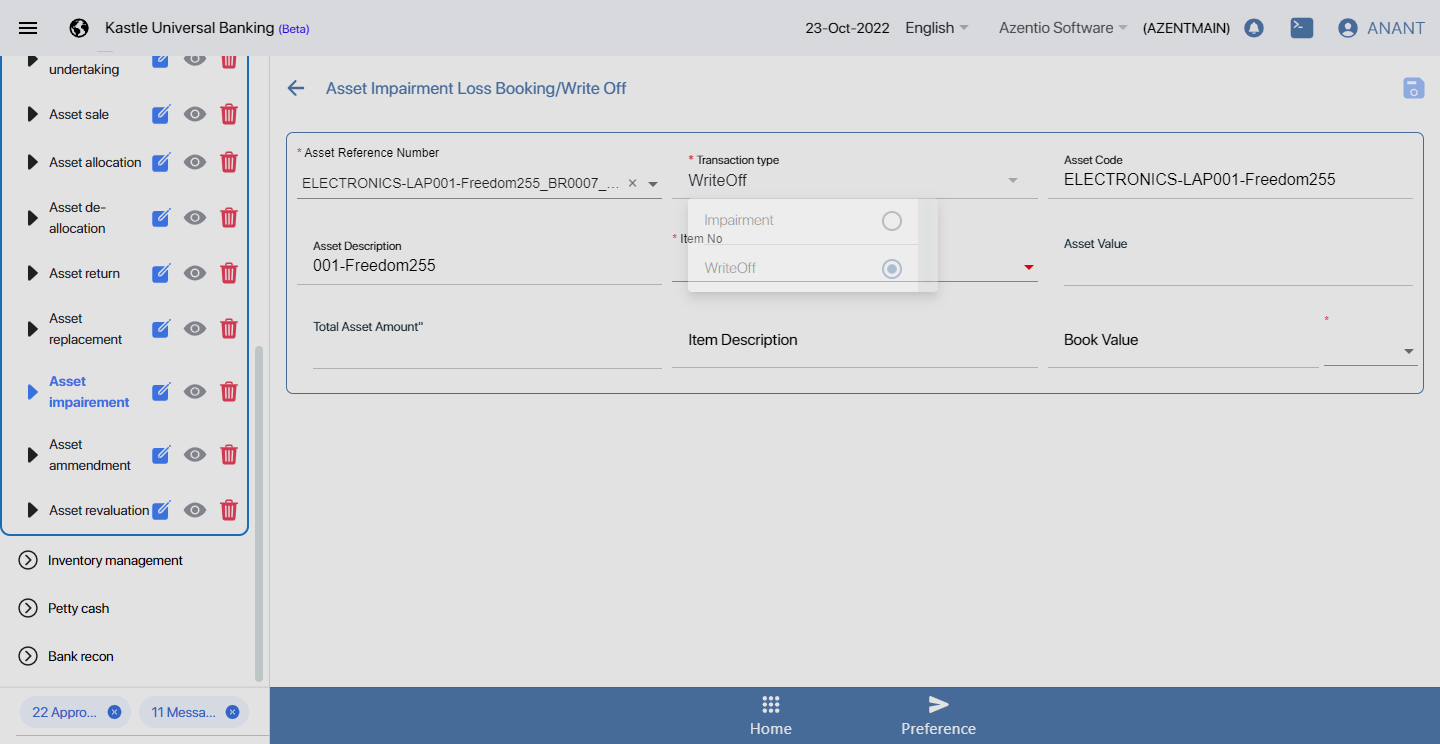 Kastle Universal Banking (Beta)
23-Oct-2022
English
Azentio Software
(AZENTMAIN)
ANANT
undertaking
Asset sale
Asset allocation
Asset de-
allocation
Asset return
Asset
replacement
Asset
impairement
Asset
ammendment
Asset revaluation
Inventory management
Petty cash
Bank recon
22 Appro...
11 Messa...
Asset Impairment Loss Booking/Write Off
* Asset Reference Number
ELECTRONICS-LAP001-Freedom255_BR0007_...
* Transaction type
WriteOff
Asset Code
ELECTRONICS-LAP001-Freedom255
Impairment
WriteOff
Asset Description
001-Freedom255
* Item No
Asset Value
Total Asset Amount"
Item Description
Book Value
*
Home
Preference